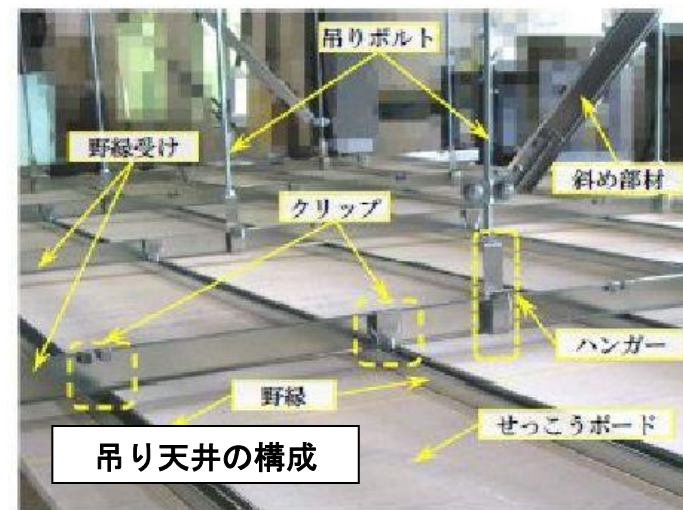 吊りボルト
野縁受け
斜め部材
クリップ
ハンガー
野縁
せっこうボード
吊り天井の構成